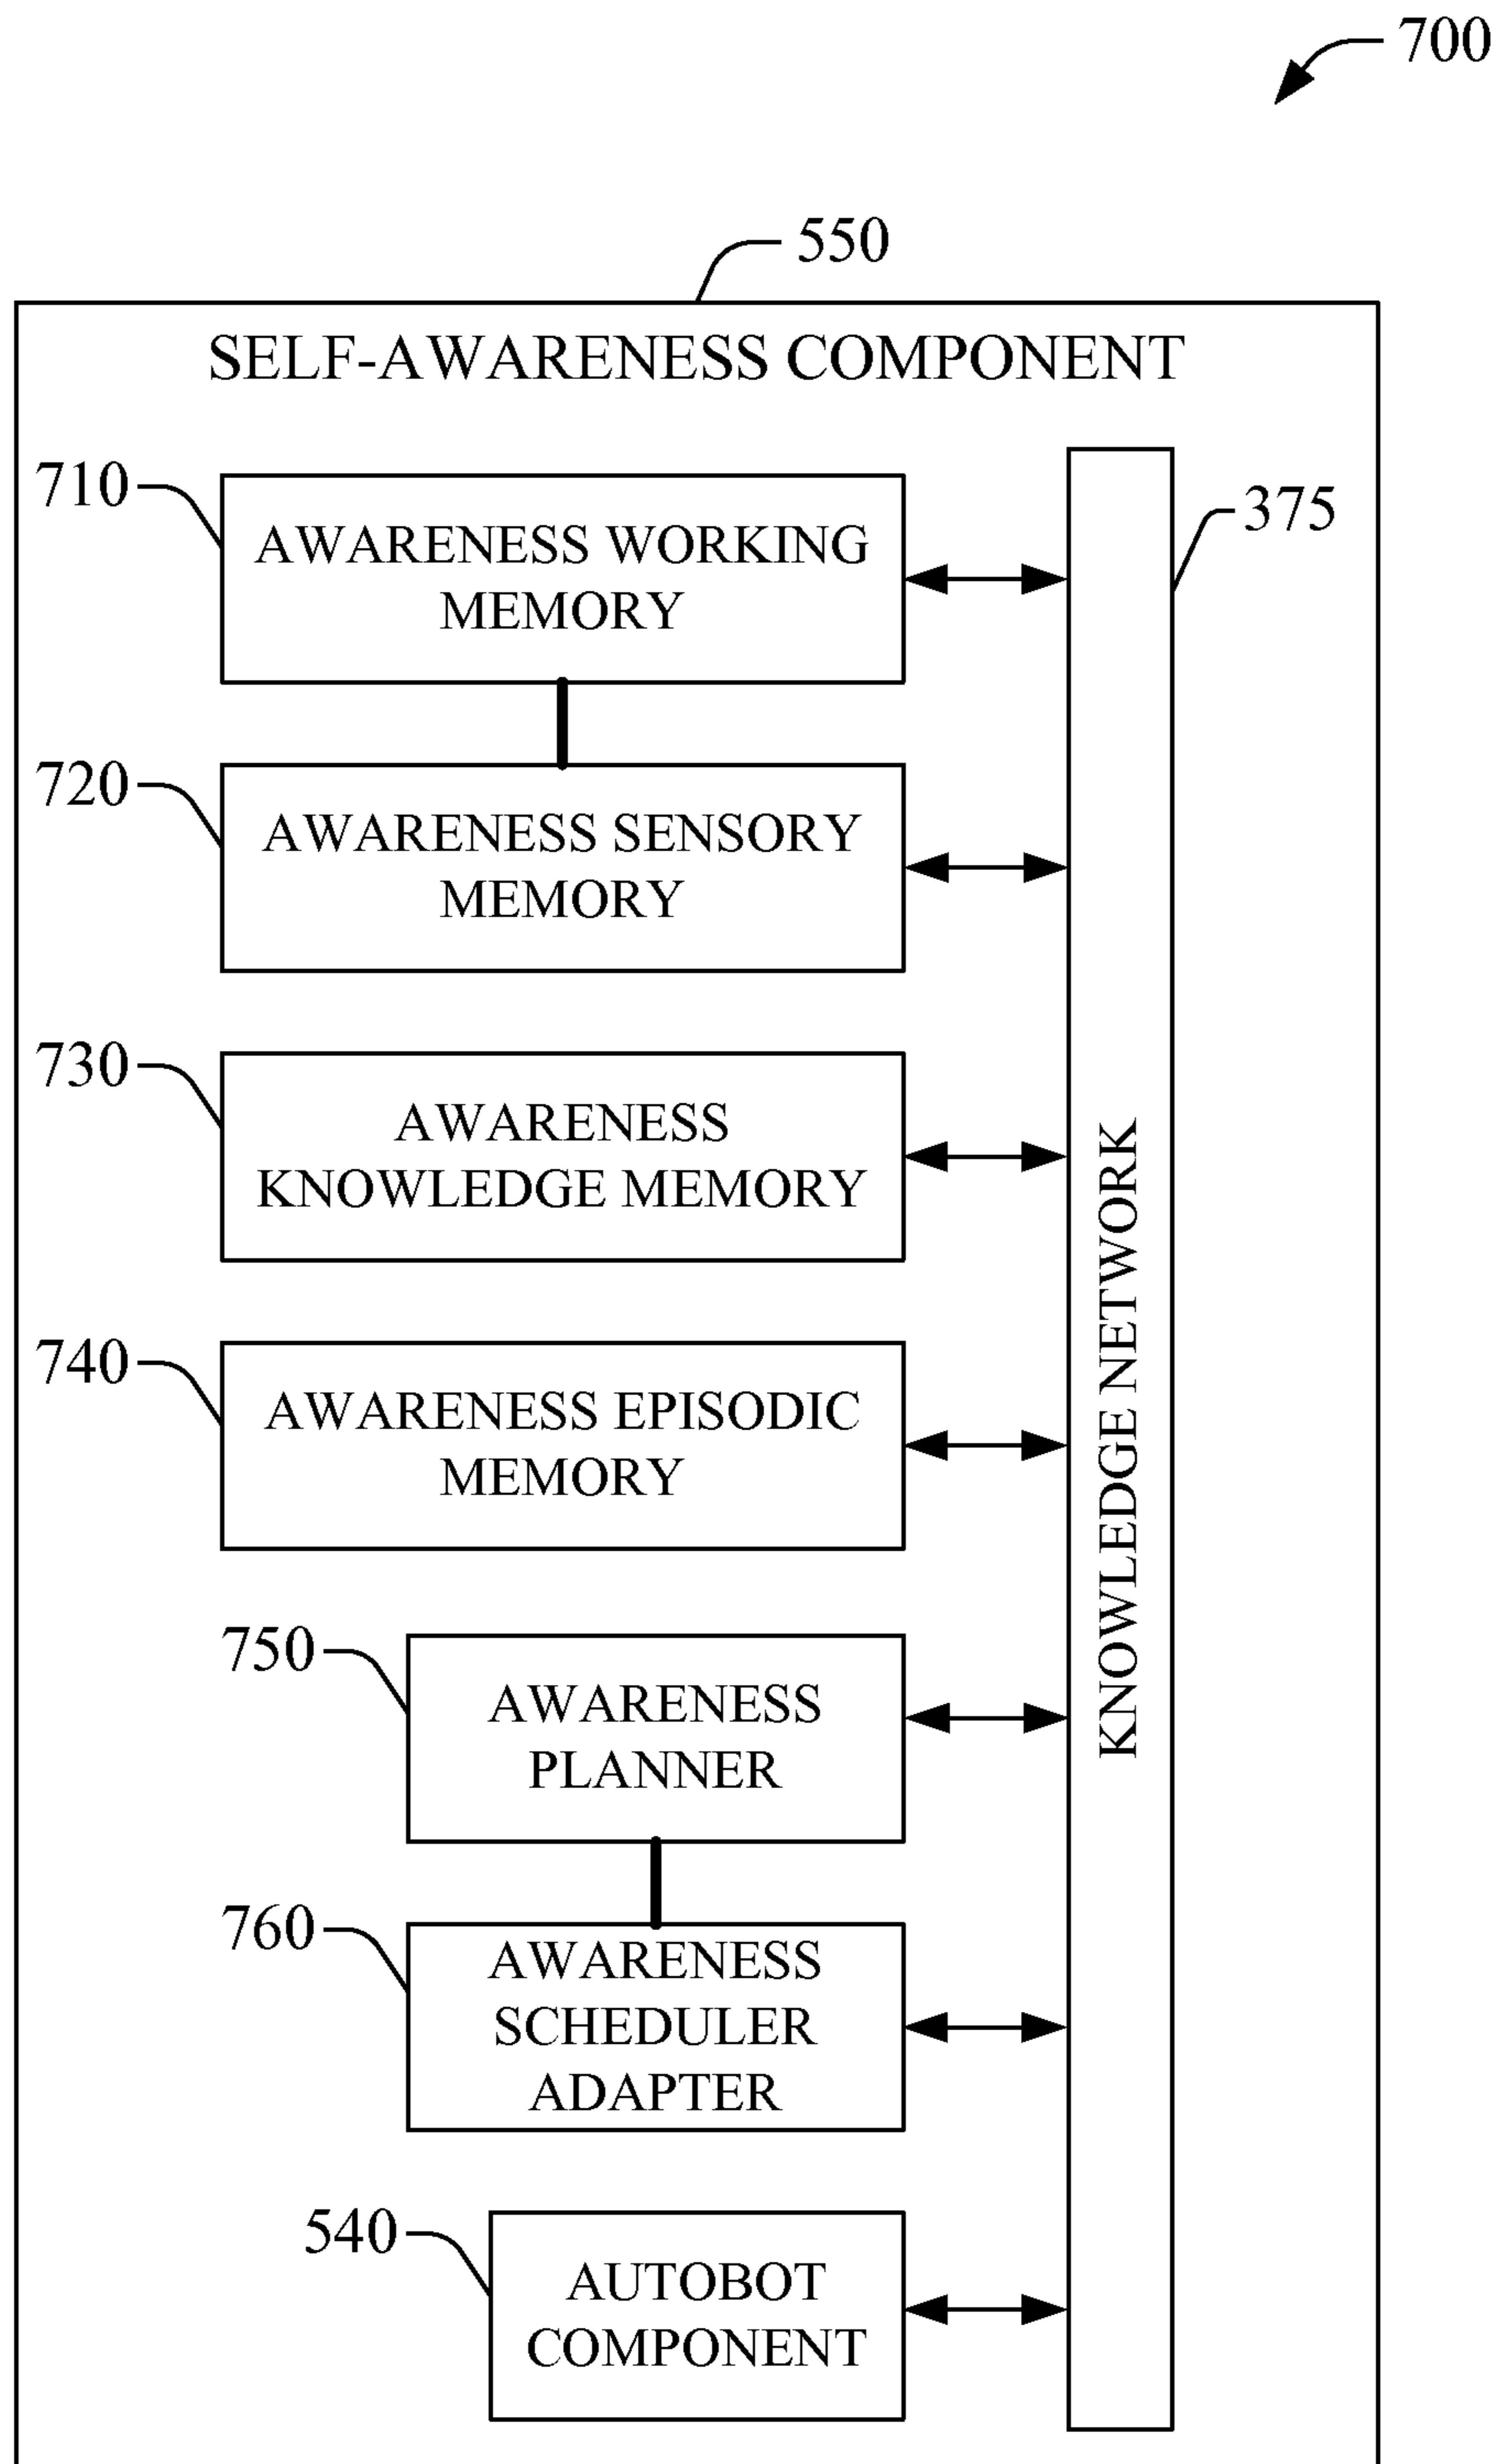 700
550
SELF-AWARENESS COMPONENT
710
AWARENESS WORKING
MEMORY
375
720
AWARENESS SENSORY
MEMORY
730
AWARENESS
KNOWLEDGE MEMORY
740
AWARENESS EPISODIC
MEMORY
KNOWLEDGE NETWORK
750
AWARENESS
PLANNER
760
AWARENESS
SCHEDULER
ADAPTER
540
AUTOBOT
COMPONENT